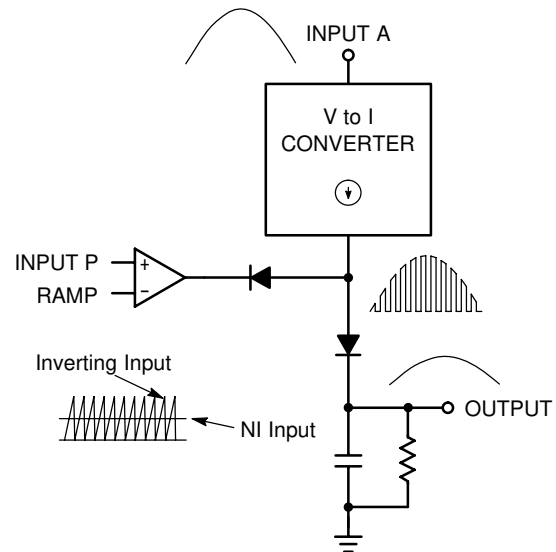 INPUT A
V to I
CONVERTER
INPUT P
+
RAMP
−
Inverting Input
NI Input
OUTPUT